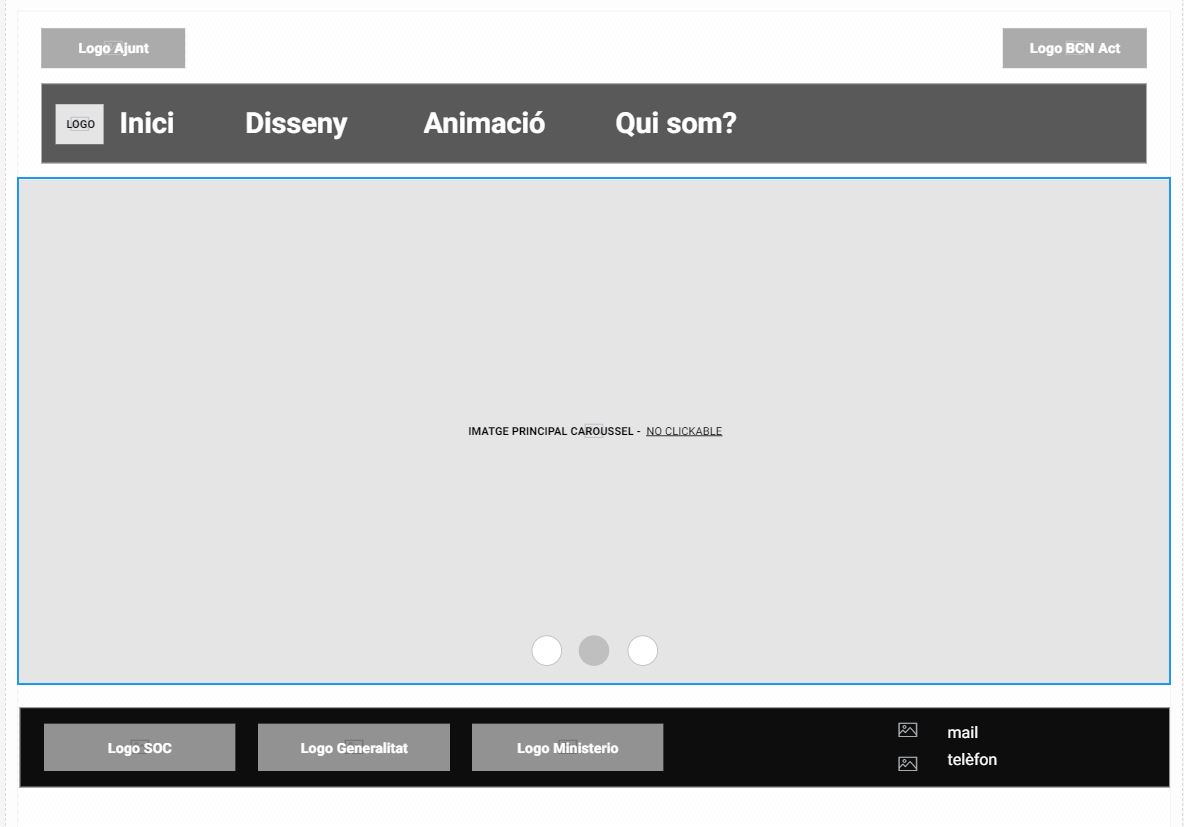 Logo Ajunt
Logo BCN Act
LOGO Inici Disseny Animació Qui som?
IMATGE PRINCIPAL CAROUSSEL - NO CLICKABLE
Logo SOC Logo Generalitat Logo Ministerio
mail
telèfon